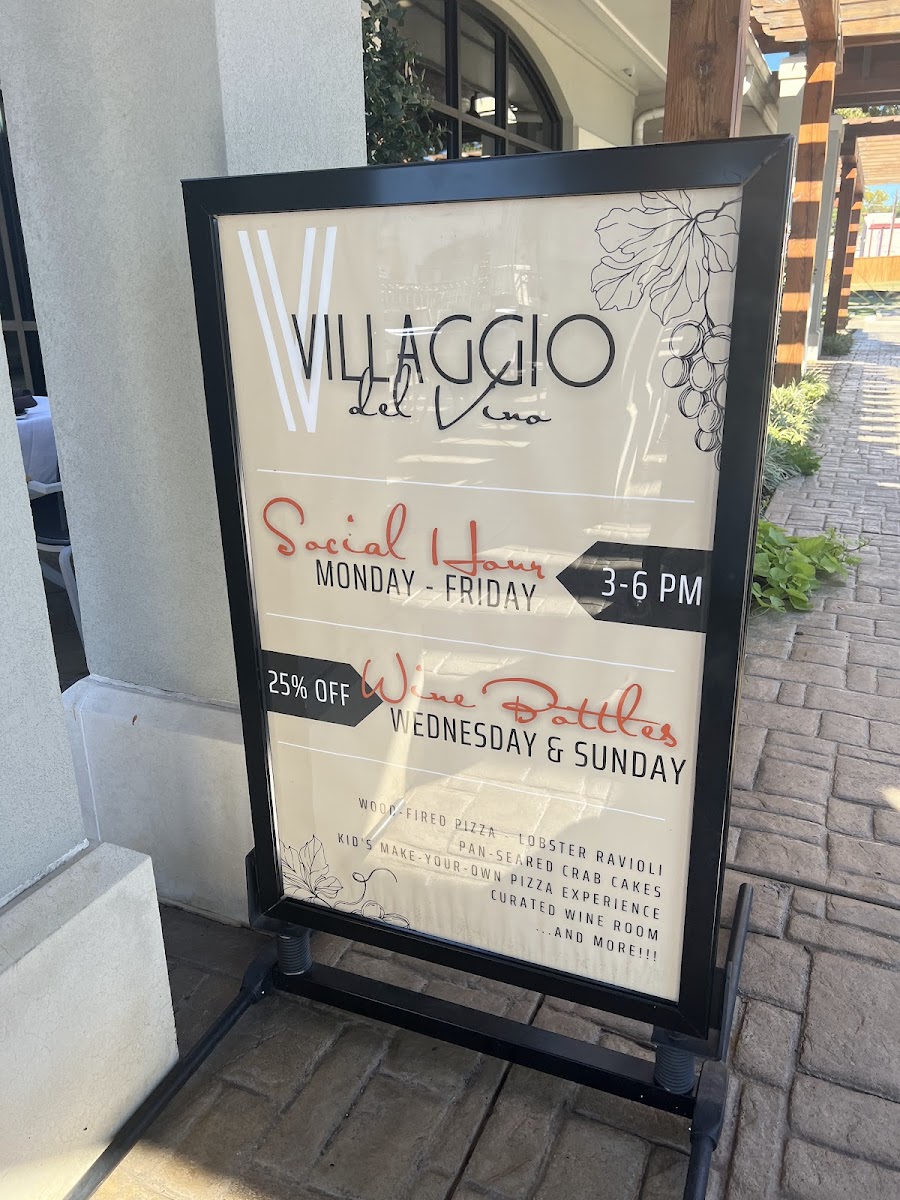 VILLAGGIO
del Vino
Social Hour
MONDAY - FRIDAY
3-6 PM
25% OFF
Wine Bottles
WEDNESDAY & SUNDAY
WOOD-FIRED PIZZA - LOBSTER RAVIOLI
PAN-SEARED CRAB CAKES
KID'S MAKE-YOUR-OWN PIZZA EXPERIENCE
CURATED WINE ROOM
...AND MORE!!!